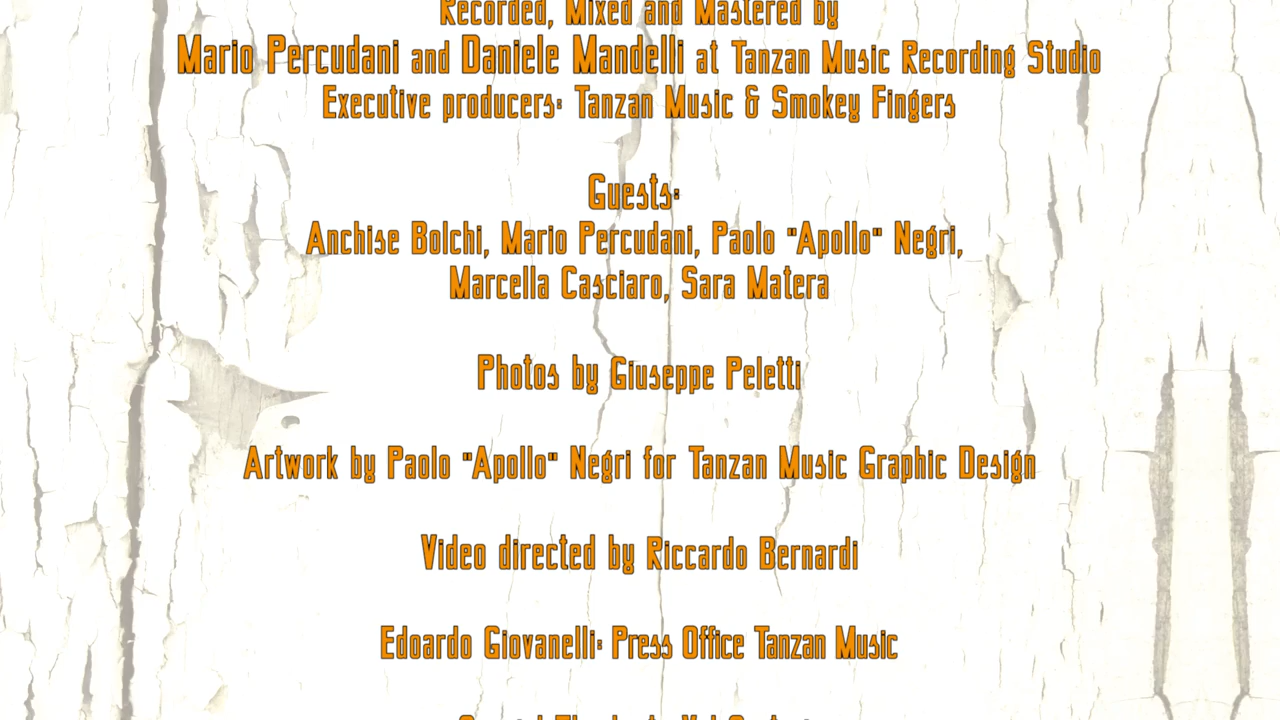 Recorded, Mixed and Mastered by
Mario Percudani and Daniele Mandelli at Tanzan Music Recording Studio
Executive producers: Tanzan Music & Smokey Fingers
Guests:
Anchise Bolchi, Mario Percudani, Paolo "Apollo" Negri,
Marcella Casciaro, Sara Matera
Photos by Giuseppe Peletti
Artwork by Paolo "Apollo" Negri for Tanzan Music Graphic Design
Video directed by Riccardo Bernardi
Edoardo Giovanelli: Press Office Tanzan Music